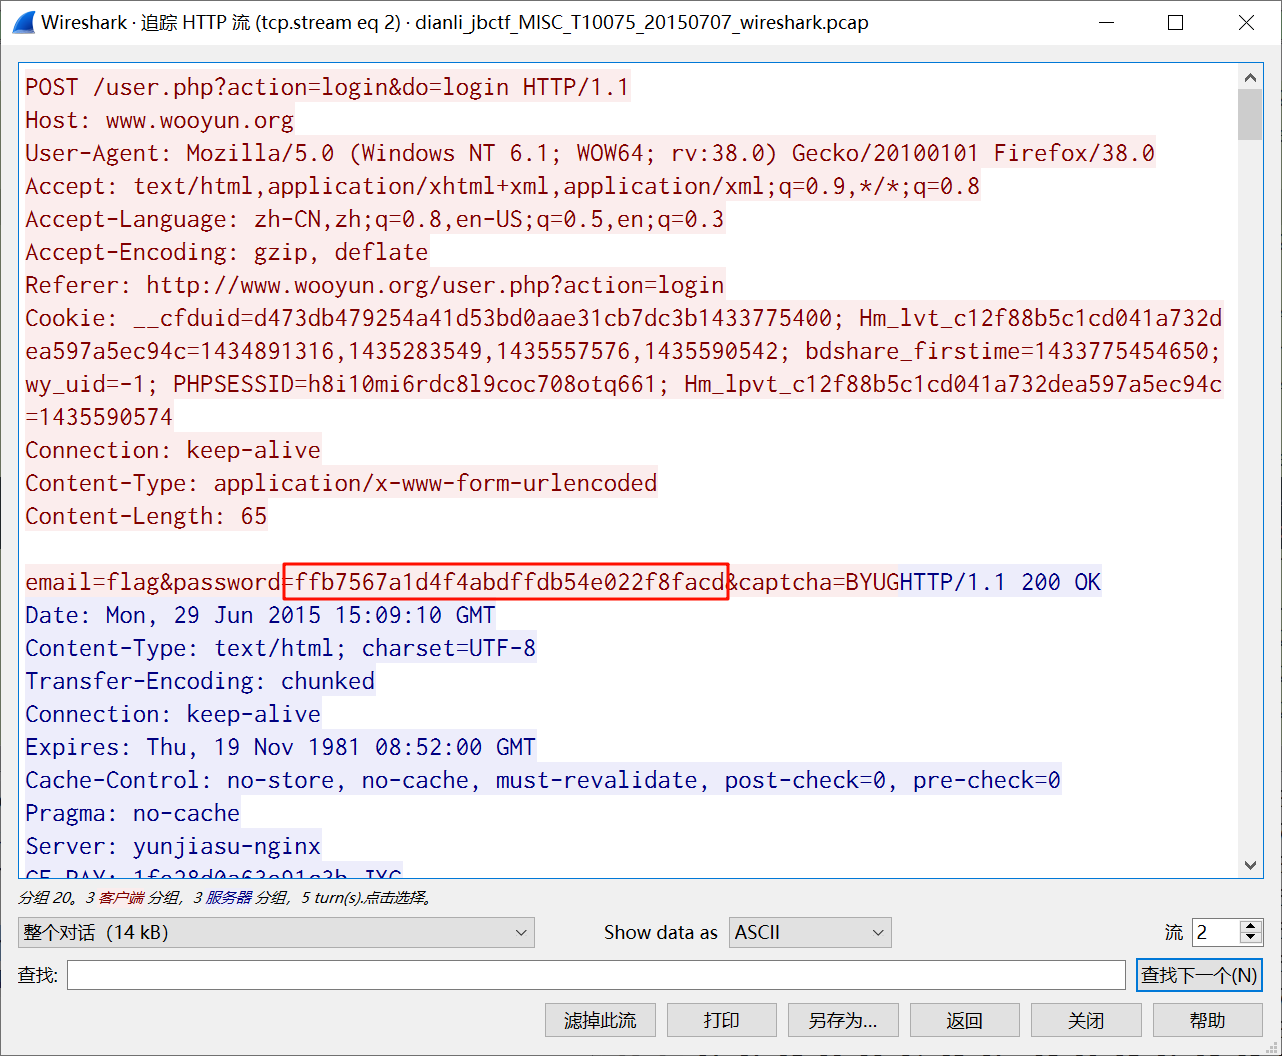 Wireshark · 追踪 HTTP 流 (tcp.stream eq 2) · dianli_jbctf_MISC_T10075_20150707_wireshark.pcap
POST /user.php?action=login&do=login HTTP/1.1
Host: www.wooyun.org
User-Agent: Mozilla/5.0 (Windows NT 6.1; WOW64; rv:38.0) Gecko/20100101 Firefox/38.0
Accept: text/html,application/xhtml+xml,application/xml;q=0.9,*/*;q=0.8
Accept-Language: zh-CN,zh;q=0.8,en-US;q=0.5,en;q=0.3
Accept-Encoding: gzip, deflate
Referer: http://www.wooyun.org/user.php?action=login
Cookie: __cfduid=d473db479254a41d53bd0aae31cb7dc3b1433775400; Hm_lvt_c12f88b5c1cd041a732d
ea597a5ec94c=1434891316,1435283549,1435557576,1435590542; bdshare_firstime=1433775454650;
wy_uid=-1; PHPSESSID=h8i10mi6rdc8l9coc708otq661; Hm_lpvt_c12f88b5c1cd041a732dea597a5ec94c
=1435590574
Connection: keep-alive
Content-Type: application/x-www-form-urlencoded
Content-Length: 65
email=flag&password=ffb7567a1d4f4abdffdb54e022f8facd&captcha=BYUGHTTP/1.1 200 OK
Date: Mon, 29 Jun 2015 15:09:10 GMT
Content-Type: text/html; charset=UTF-8
Transfer-Encoding: chunked
Connection: keep-alive
Expires: Thu, 19 Nov 1981 08:52:00 GMT
Cache-Control: no-store, no-cache, must-revalidate, post-check=0, pre-check=0
Pragma: no-cache
Server: yunjiasu-nginx
分组 20。3 客户端 分组，3 服务器 分组，5 turn(s).点击选择。
整个对话（14 kB） Show data as ASCII 流 2
查找: 查找下一个(N)
滤掉此流 打印 另存为… 返回 关闭 帮助